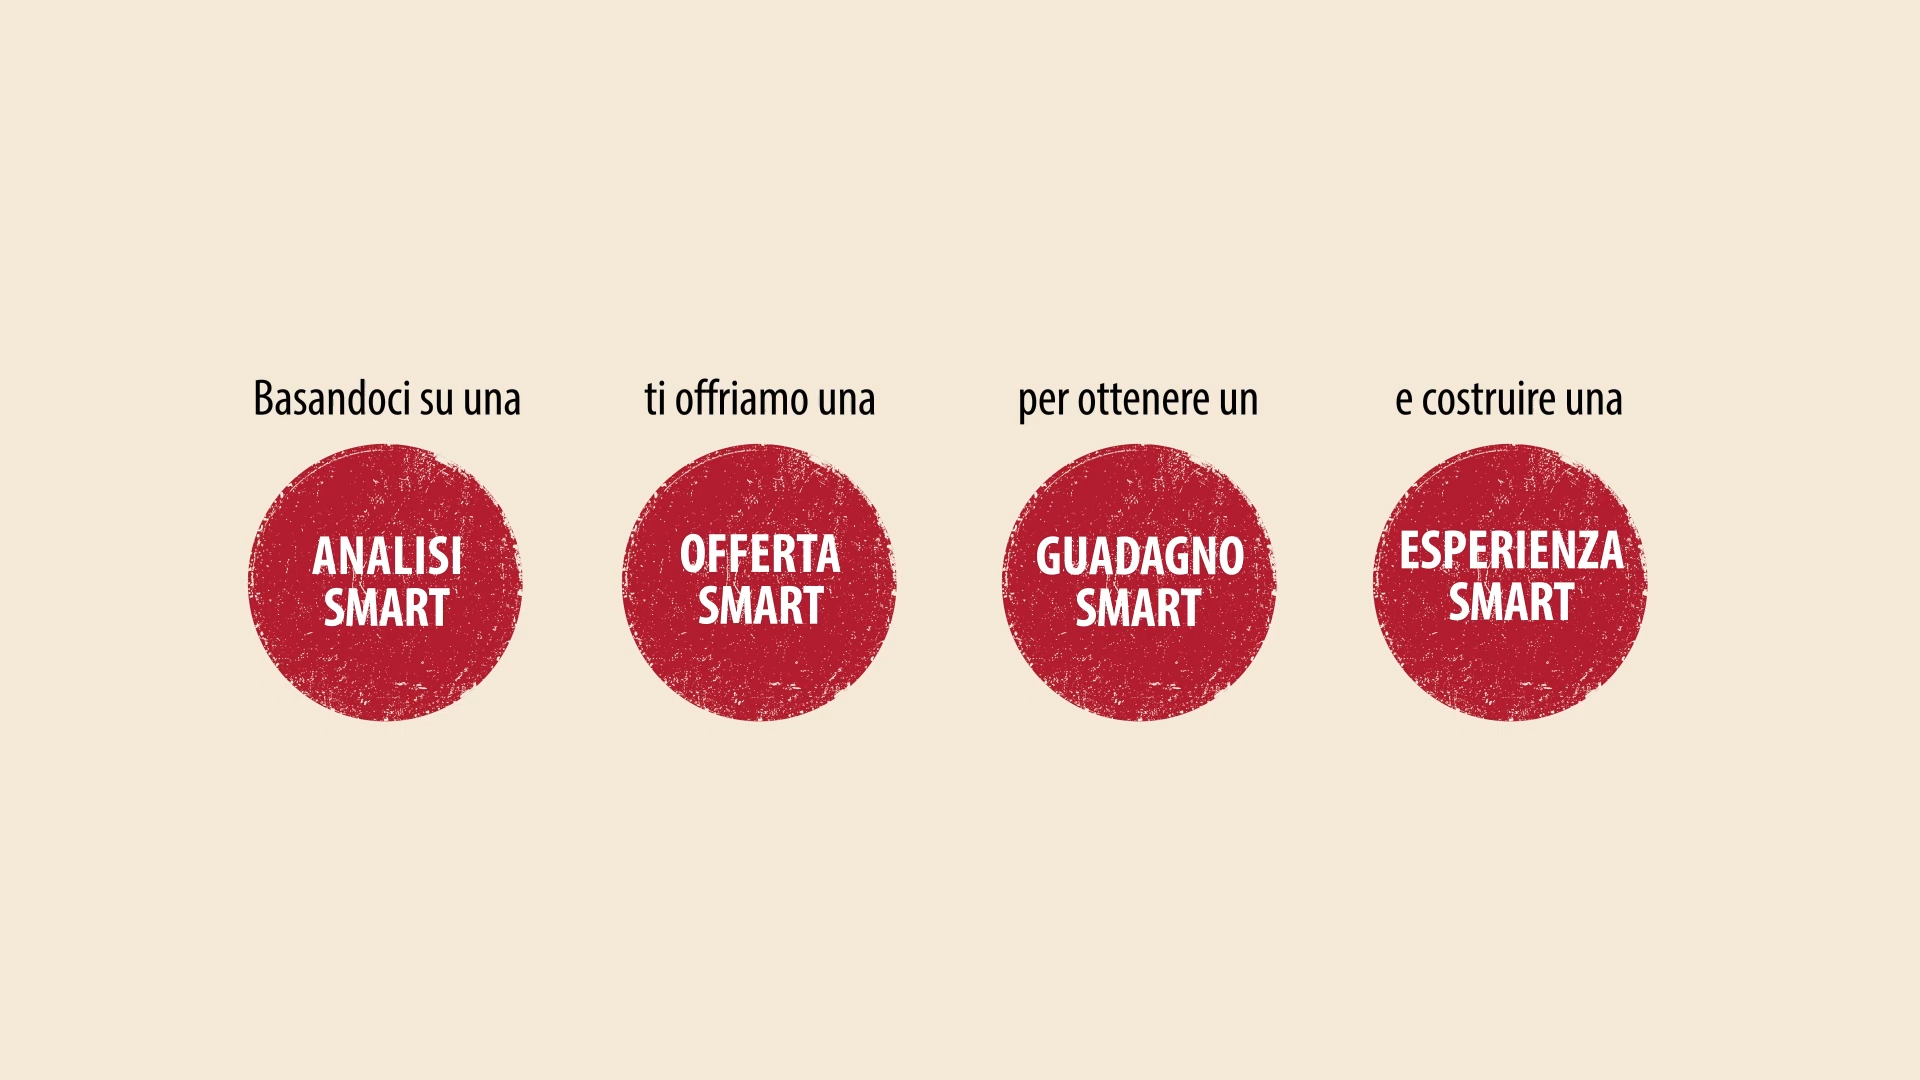 Basandoci su una
ANALISI
SMART
ti offriamo una
OFFERTA
SMART
per ottenere un
GUADAGNO
SMART
e costruire una
ESPERIENZA
SMART